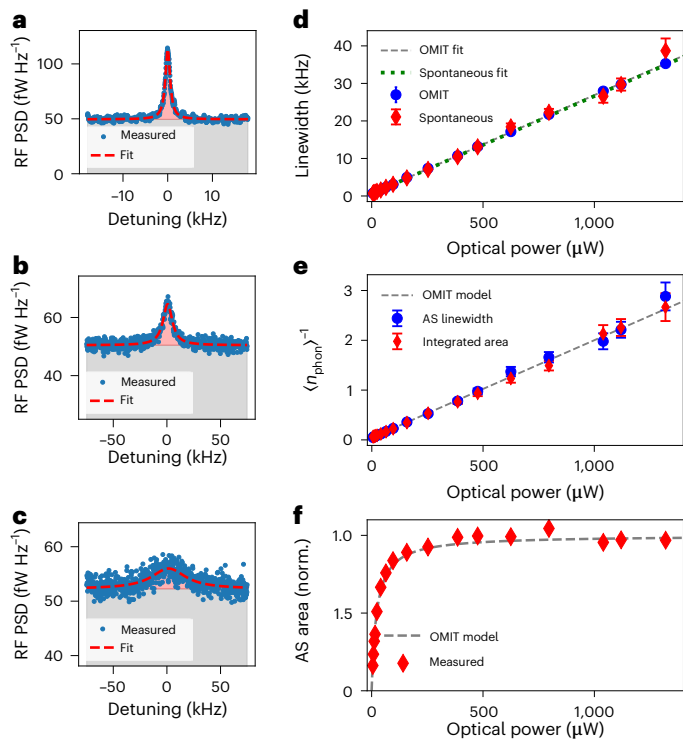 a
RF PSD (fW Hz⁻¹)
100
50
0
Measured
Fit
−10
0
10
Detuning (kHz)
b
RF PSD (fW Hz⁻¹)
60
40
Measured
Fit
−50
0
50
Detuning (kHz)
c
RF PSD (fW Hz⁻¹)
60
50
40
Measured
Fit
−50
0
50
Detuning (kHz)
d
Linewidth (kHz)
40
30
20
10
0
OMIT fit
Spontaneous fit
OMIT
Spontaneous
0
500
1,000
Optical power (µW)
e
⟨nphon⟩⁻¹
3
2
1
0
OMIT model
AS linewidth
Integrated area
0
500
1,000
Optical power (µW)
f
AS area (norm.)
1.0
1.5
0
OMIT model
Measured
0
500
1,000
Optical power (µW)